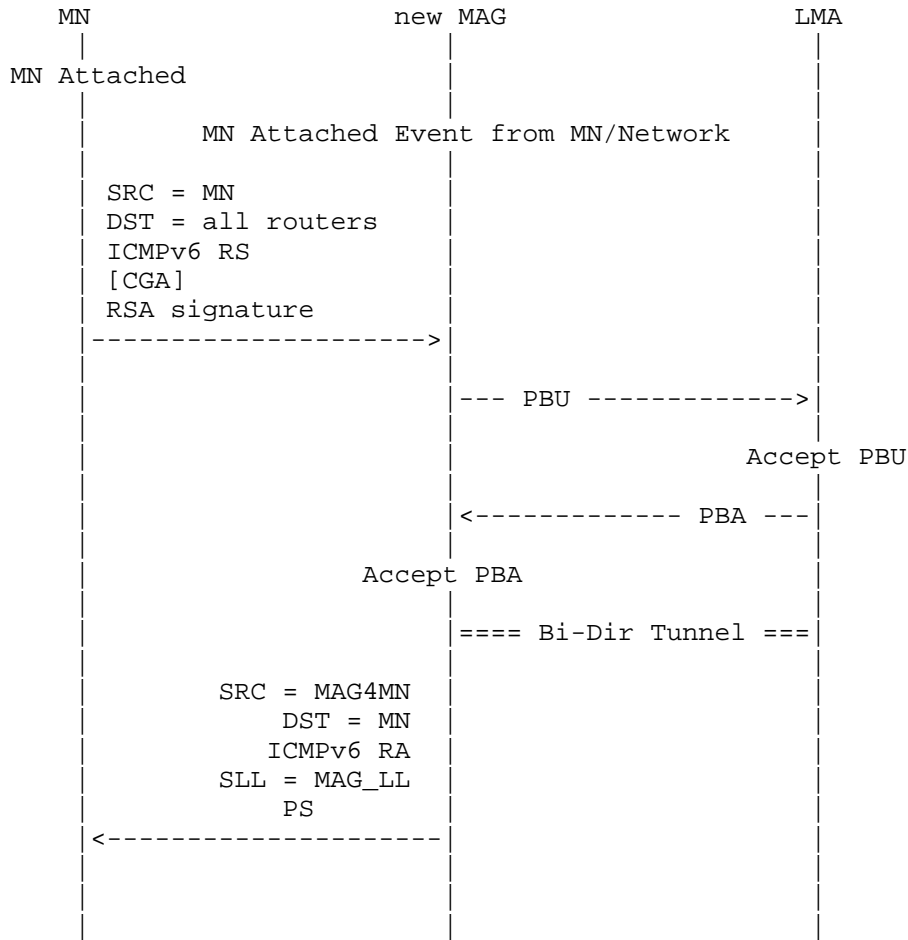 MN new MAG LMA
MN Attached
MN Attached Event from MN/Network
SRC = MN
DST = all routers
ICMPv6 RS
[CGA]
RSA signature
|--------------------->|
|--- PBU ------------->|
Accept PBU
|<------------- PBA ---|
Accept PBA
|==== Bi-Dir Tunnel ===|
SRC = MAG4MN
DST = MN
ICMPv6 RA
SLL = MAG_LL
PS
|<---------------------|